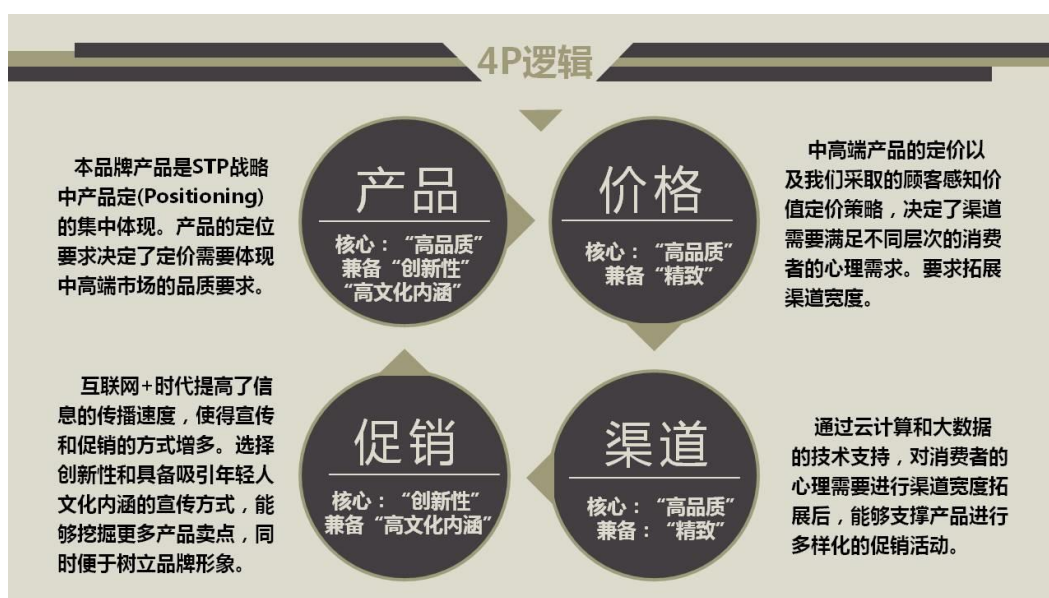 4P逻辑
本品牌产品是STP战略
中产品定(Positioning)
的集中体现。产品的定位
要求决定了定价需要体现
中高端市场的品质要求。
产品
核心：“高品质”
兼备“创新性”
“高文化内涵”
价格
核心：“高品质”
兼备“精致”
中高端产品的定价以
及我们采取的顾客感知价
值定价策略，决定了渠道
需要满足不同层次的消费
者的心理需求。要求拓展
渠道宽度。
互联网+时代提高了信
息的传播速度，使得宣传
和促销的方式增多。选择
创新性和具备吸引年轻人
文化内涵的宣传方式，能
够挖掘更多产品卖点，同
时便于树立品牌形象。
促销
核心：“创新性”
兼备“高文化内涵”
渠道
核心：“高品质”
兼备：“精致”
通过云计算和大数据
的技术支持，对消费者的
心理需要进行渠道宽度拓
展后，能够支撑产品进行
多样化的促销活动。